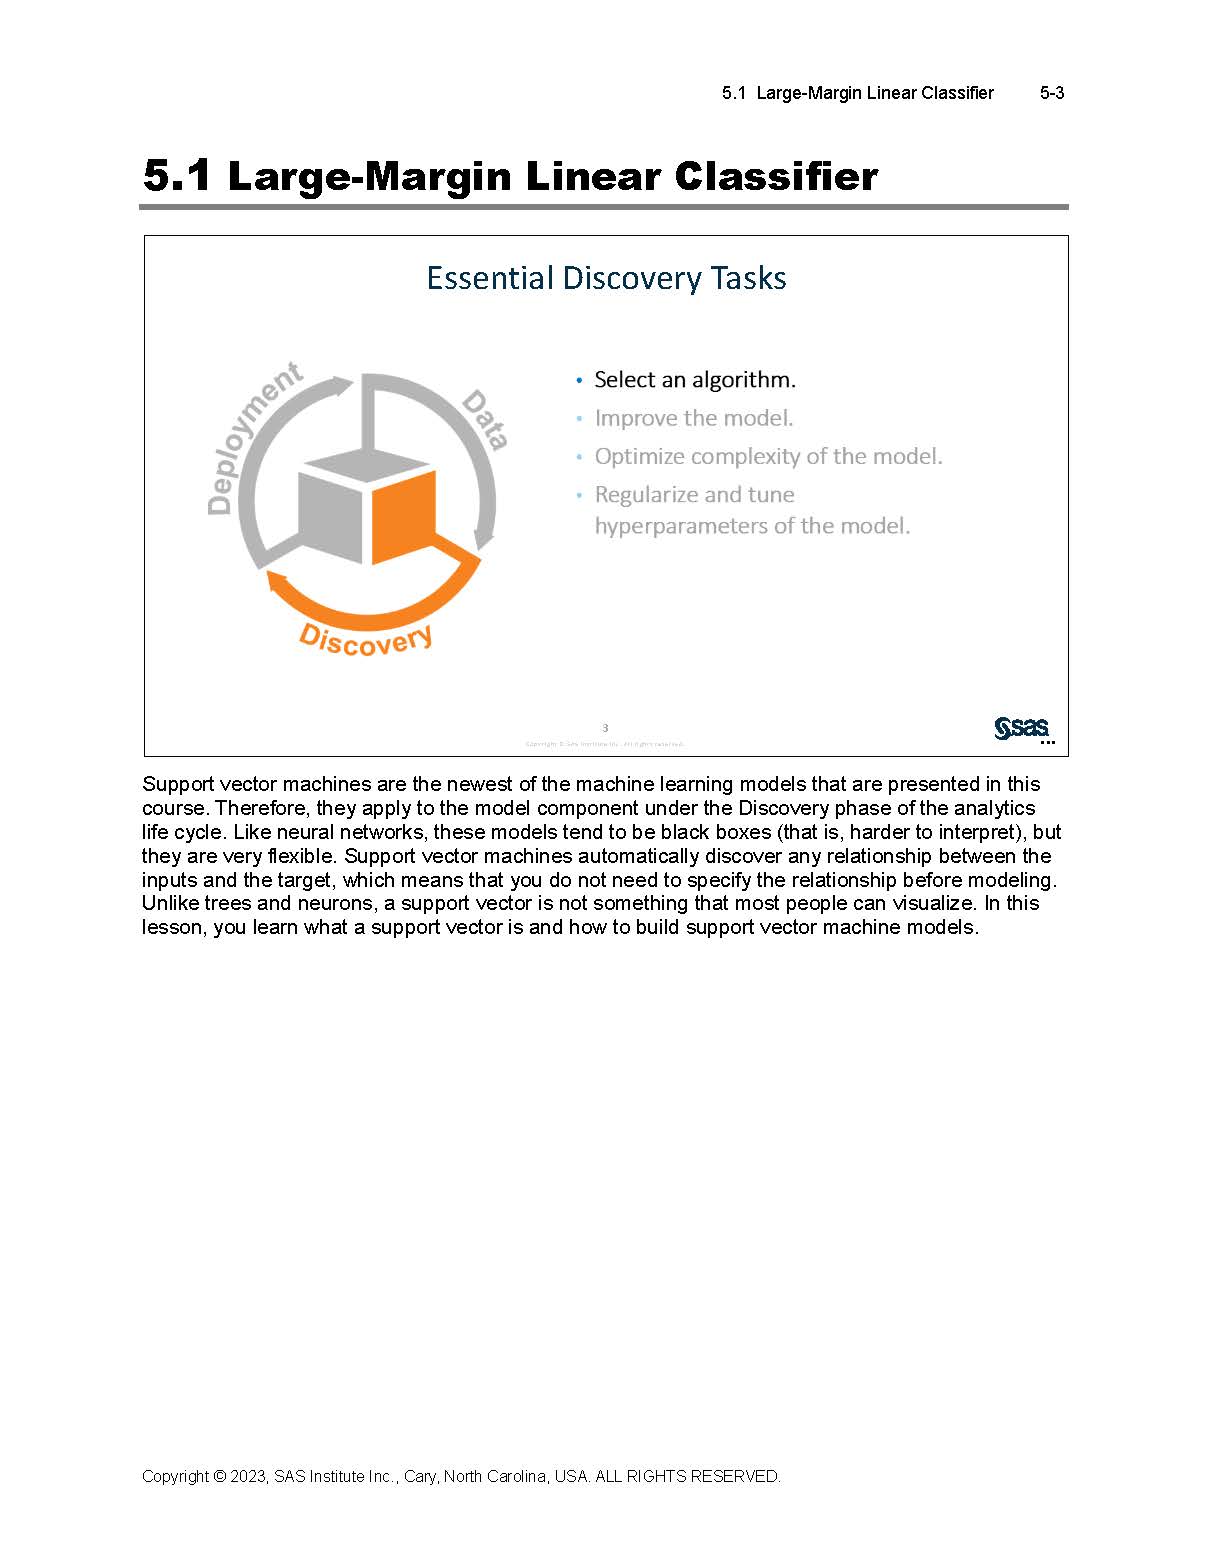 5.1 Large-Margin Linear Classifier 5-3
5.1 Large-Margin Linear Classifier
Essential Discovery Tasks
Deployment
Data
Discovery
• Select an algorithm.
• Improve the model.
• Optimize complexity of the model.
• Regularize and tune
hyperparameters of the model.
3
Copyright © SAS Institute Inc. All rights reserved.
sas
Support vector machines are the newest of the machine learning models that are presented in this
course. Therefore, they apply to the model component under the Discovery phase of the analytics
life cycle. Like neural networks, these models tend to be black boxes (that is, harder to interpret), but
they are very flexible. Support vector machines automatically discover any relationship between the
inputs and the target, which means that you do not need to specify the relationship before modeling.
Unlike trees and neurons, a support vector is not something that most people can visualize. In this
lesson, you learn what a support vector is and how to build support vector machine models.
Copyright © 2023, SAS Institute Inc., Cary, North Carolina, USA. ALL RIGHTS RESERVED.